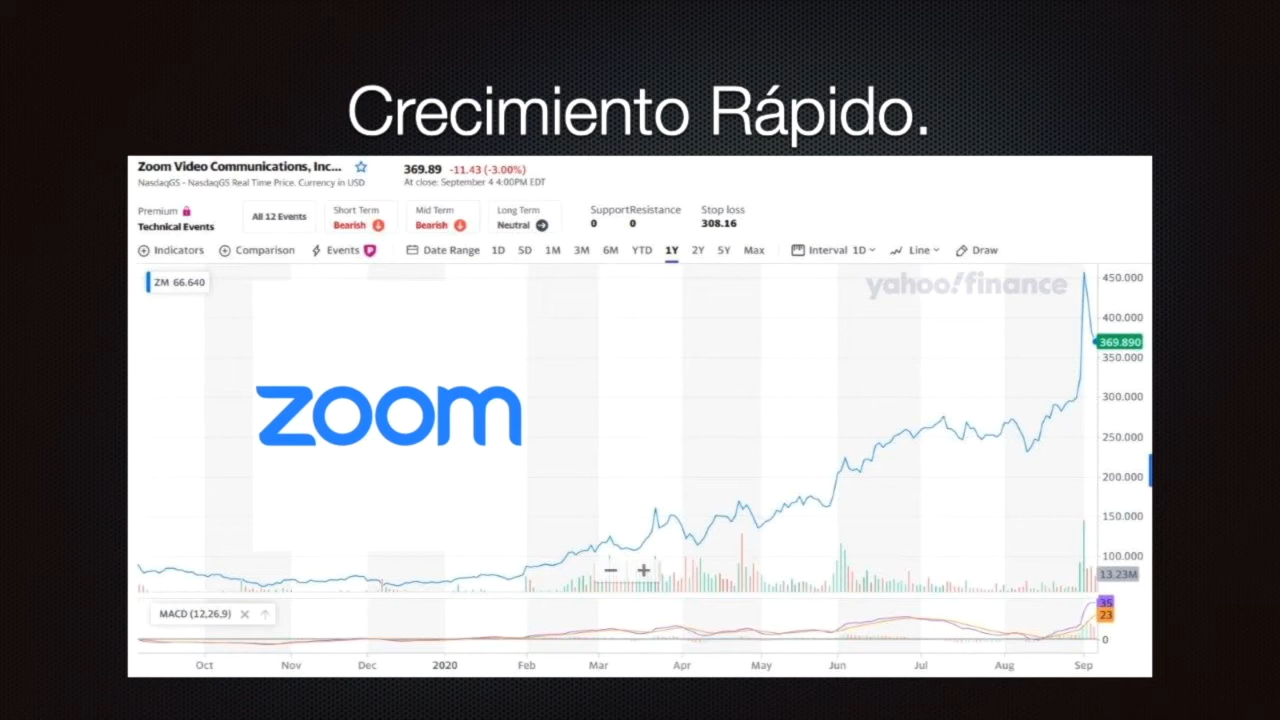 Crecimiento Rápido.
Zoom Video Communications, Inc... 369.89 -11.43 (-3.00%)
NasdaqGS - NasdaqGS Real Time Price. Currency in USD At close: September 4 4:00PM EDT
Premium All 12 Events Short Term Mid Term Long Term SupportResistance Stop loss
Technical Events Bearish Bearish Neutral 0 0 308.16
Indicators Comparison Events Date Range 1D 5D 1M 3M 6M YTD 1Y 2Y 5Y Max Interval 1D Line Draw
ZM 66.640
yahoo!finance
450.000
400.000
369.890
350.000
300.000
250.000
zoom
200.000
150.000
100.000
13.23M
MACD (12,26,9)
35
23
0
Oct Nov Dec 2020 Feb Mar Apr May Jun Jul Aug Sep